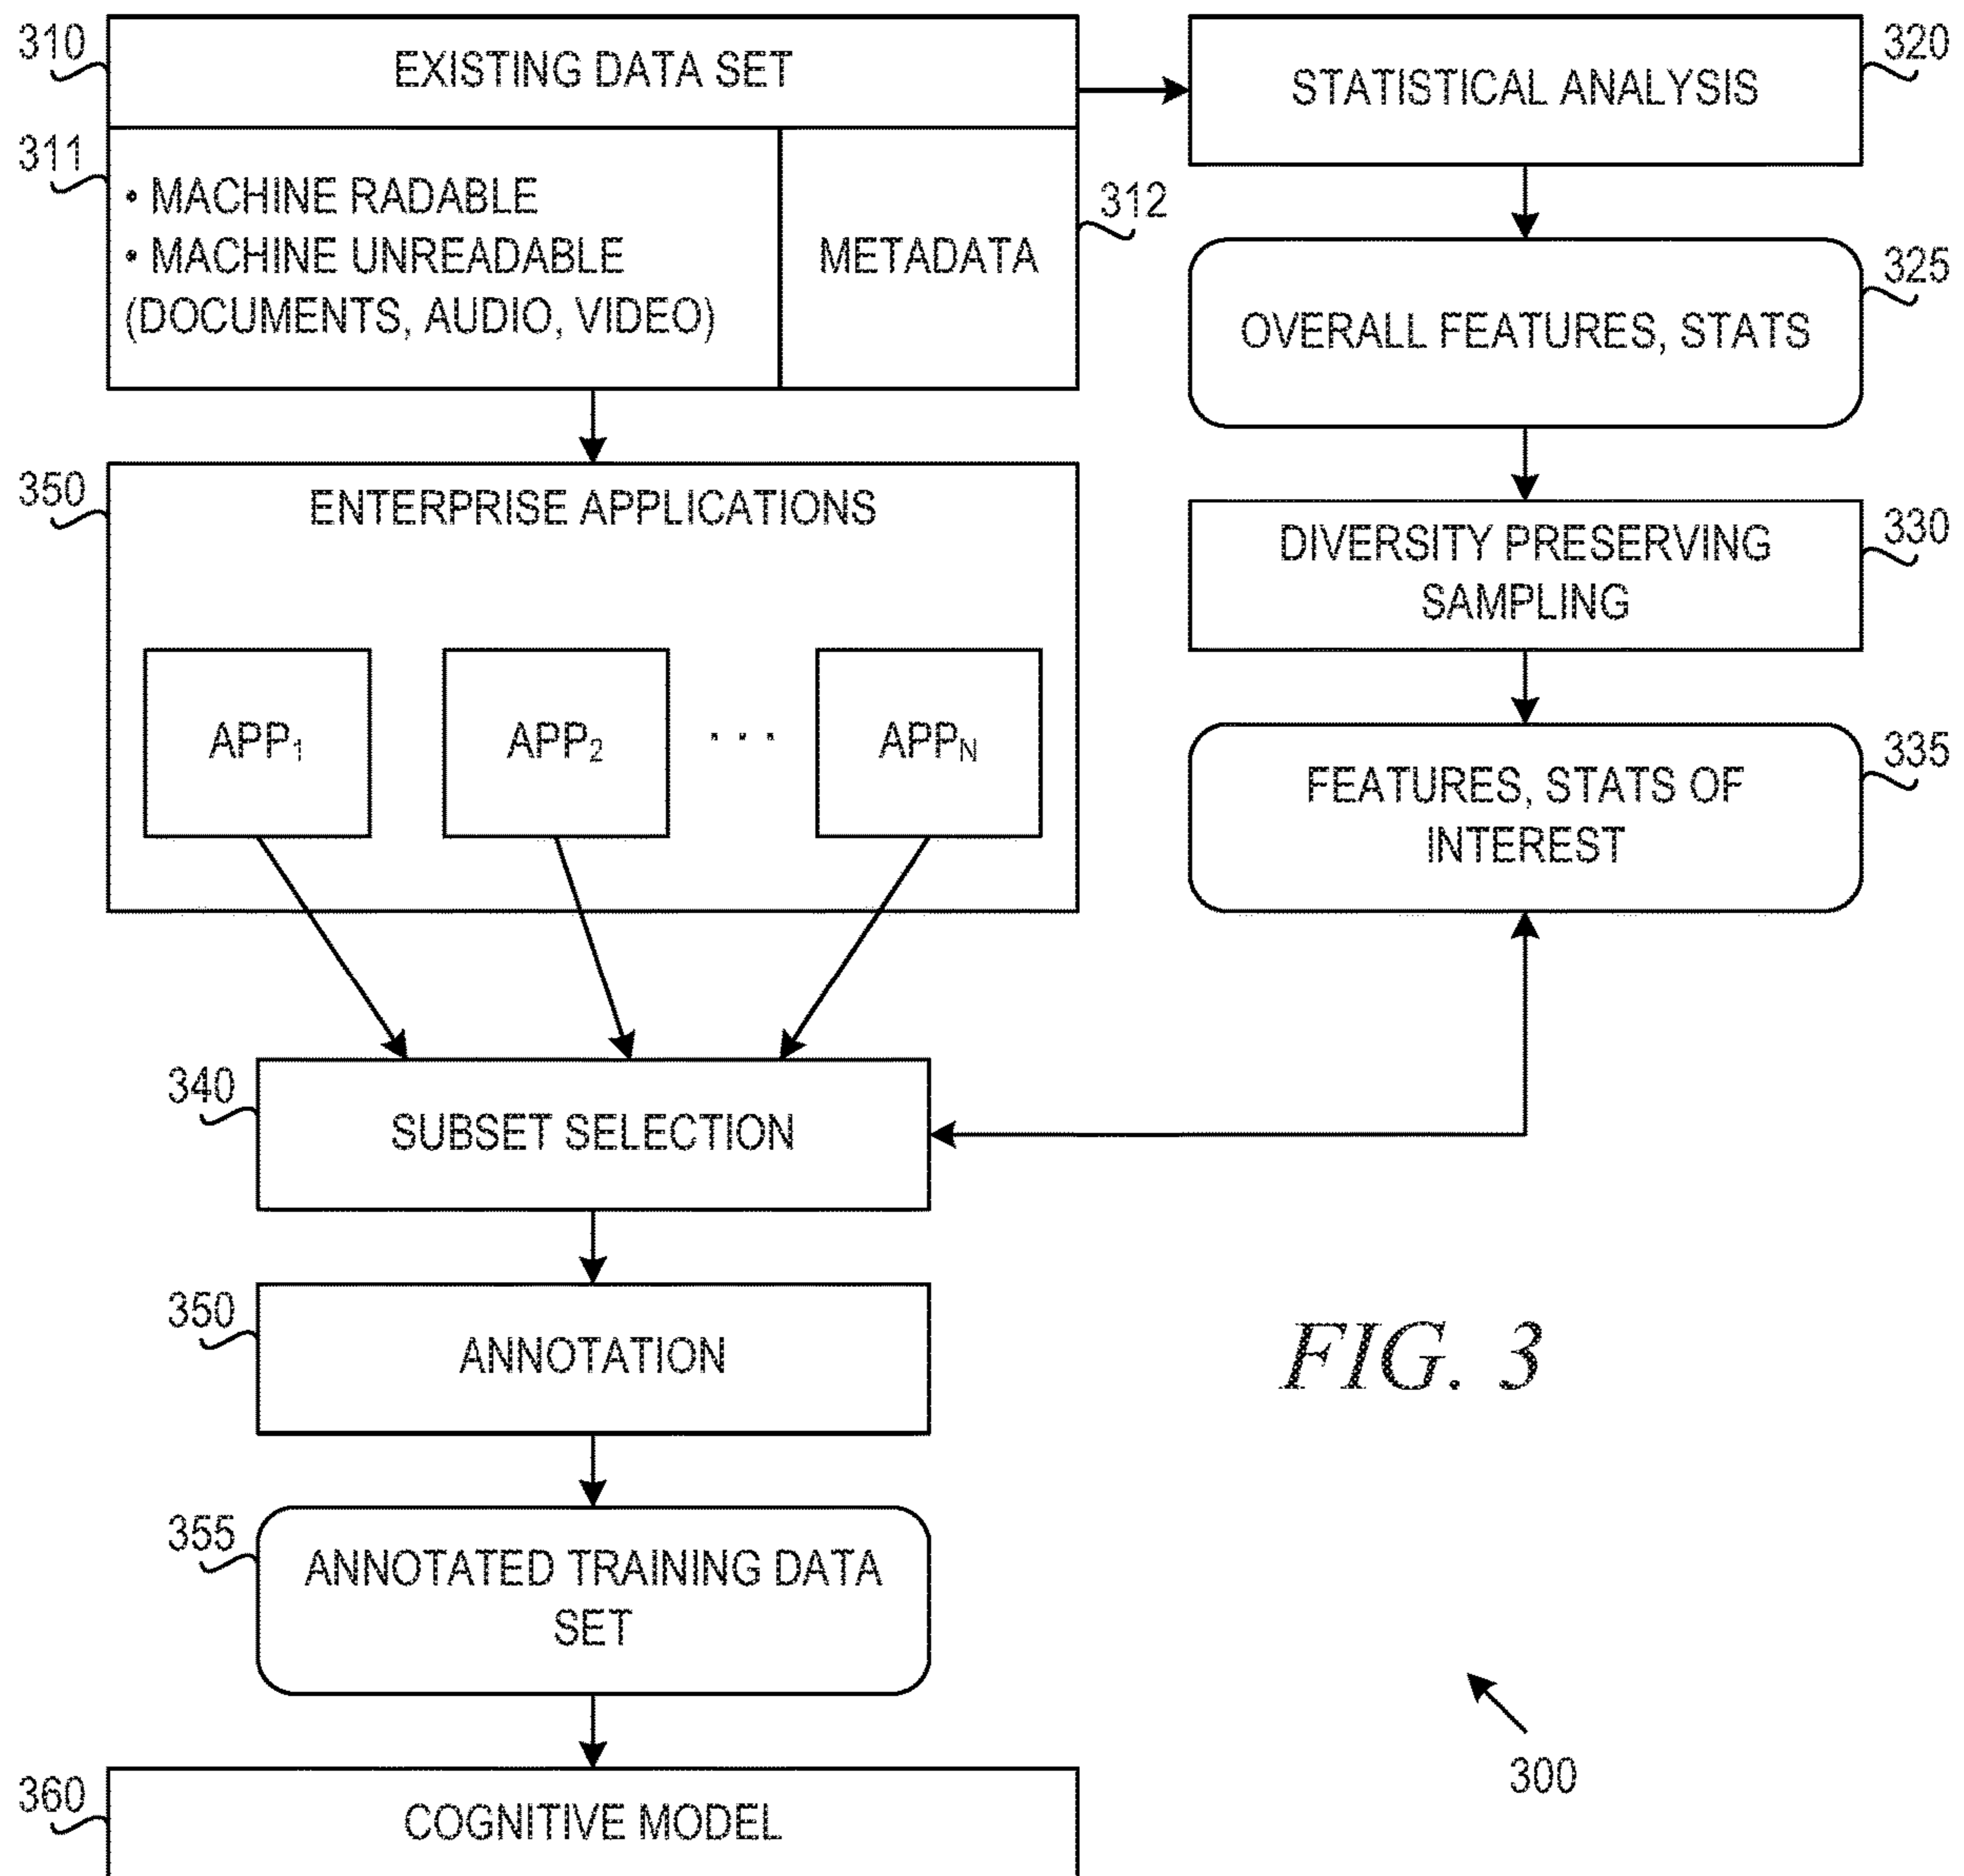 310
EXISTING DATA SET
311
• MACHINE RADABLE
• MACHINE UNREADABLE
(DOCUMENTS, AUDIO, VIDEO)
METADATA
312
320
STATISTICAL ANALYSIS
325
OVERALL FEATURES, STATS
330
DIVERSITY PRESERVING
SAMPLING
335
FEATURES, STATS OF
INTEREST
350
ENTERPRISE APPLICATIONS
APP1
APP2
. . .
APPN
340
SUBSET SELECTION
350
ANNOTATION
355
ANNOTATED TRAINING DATA
SET
360
COGNITIVE MODEL
FIG. 3
300